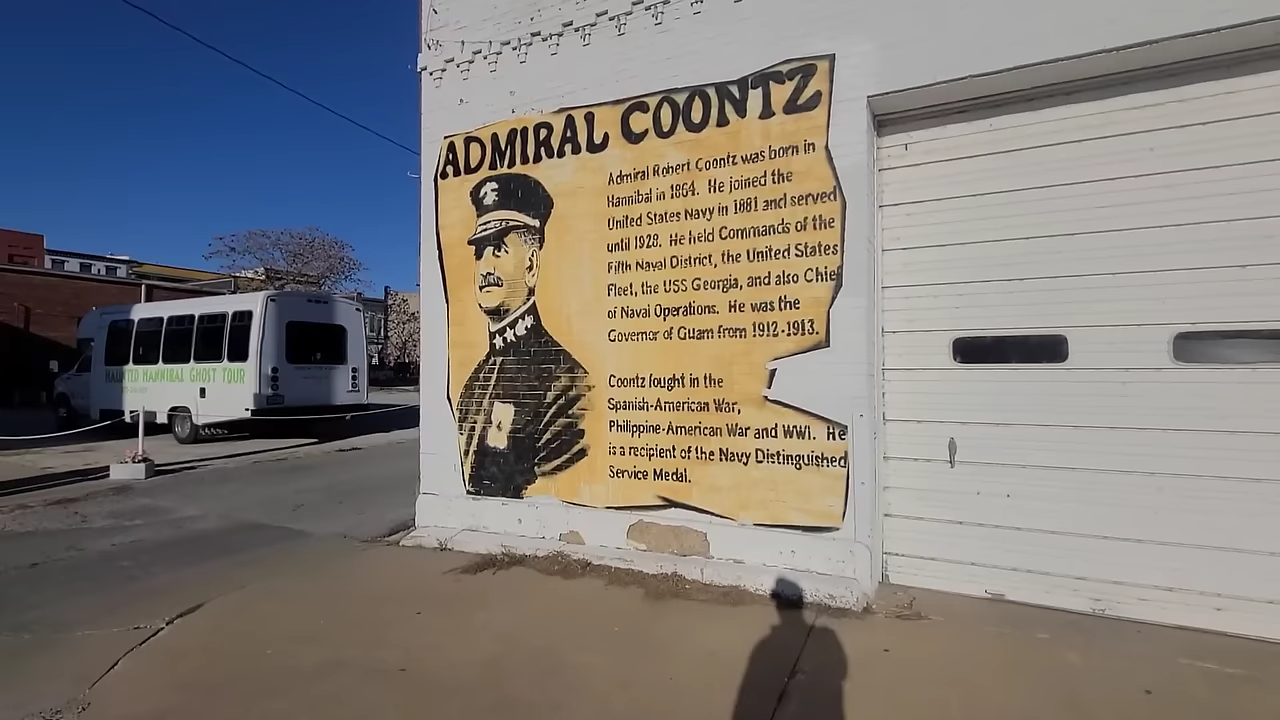 ADMIRAL COONTZ
Admiral Robert Coontz was born in
Hannibal in 1864. He joined the
United States Navy in 1881 and served
until 1928. He held Commands of the
Fifth Naval District, the United States
Fleet, the USS Georgia, and also Chief
of Naval Operations. He was the
Governor of Guam from 1912-1913.
Coontz fought in the
Spanish-American War,
Philippine-American War and WWI. He
is a recipient of the Navy Distinguished
Service Medal.
HAUNTED HANNIBAL GHOST TOUR